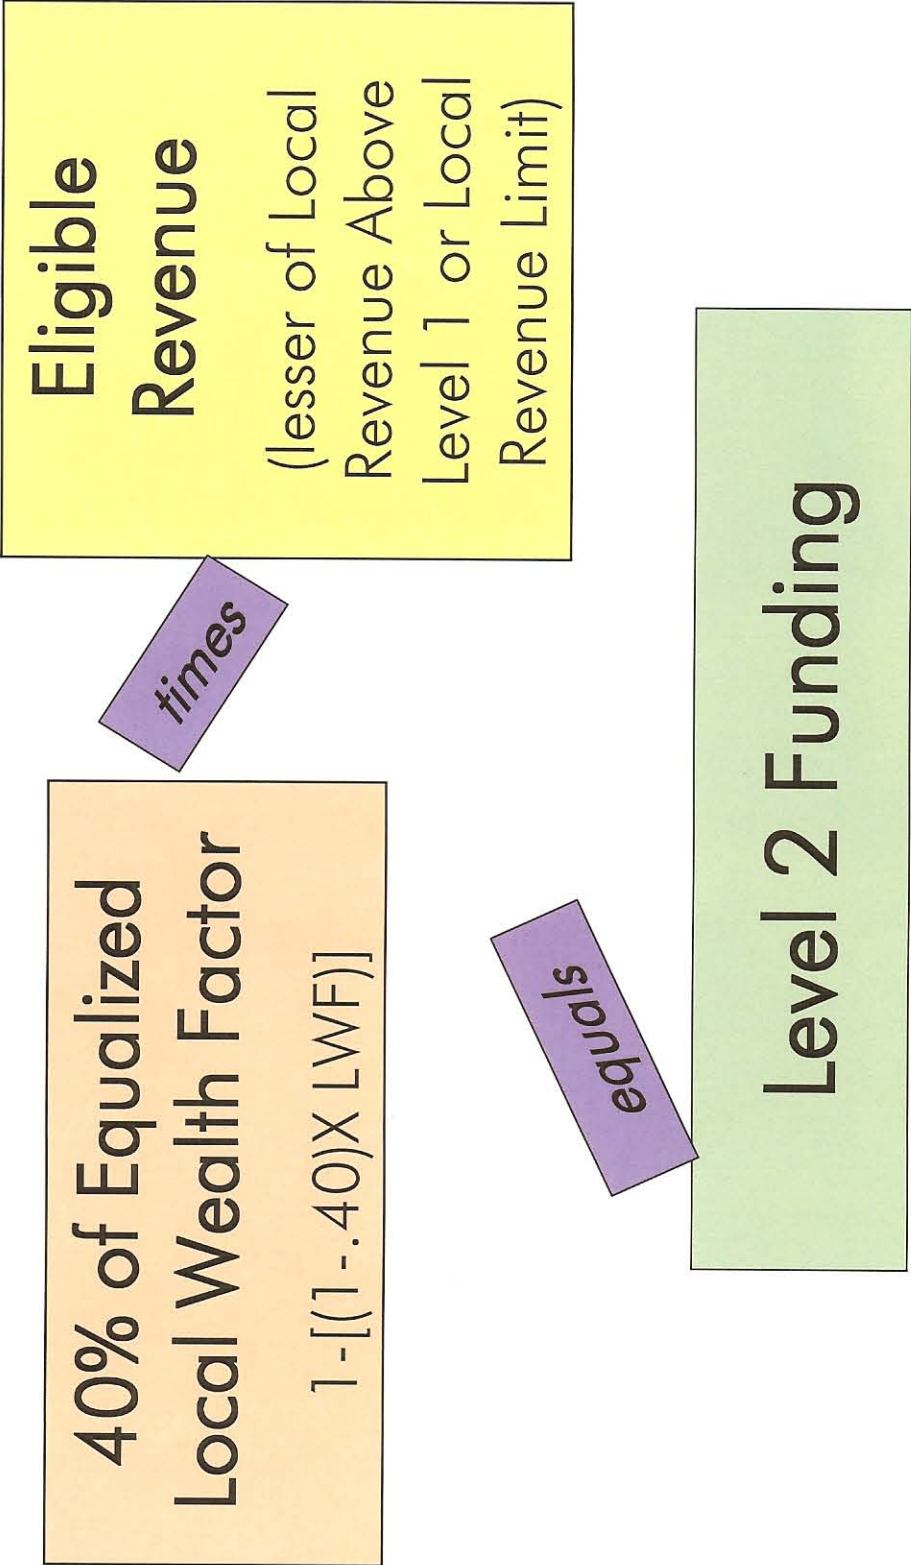 40% of Equalized
Local Wealth Factor
1-[(1-.40)X LWF)]
times
Eligible
Revenue
(lesser of Local
Revenue Above
Level 1 or Local
Revenue Limit)
equals
Level 2 Funding